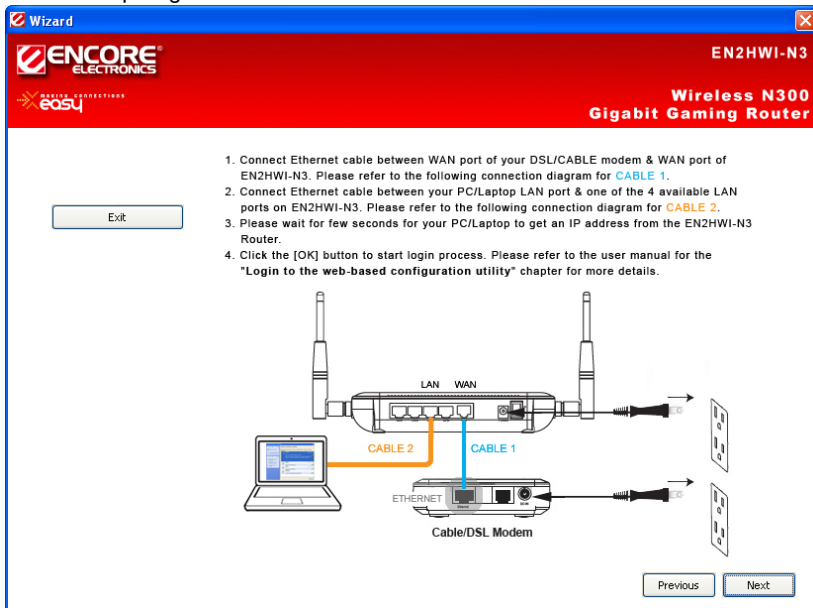 Wizard
ENCORE
ELECTRONICS
EN2HWI-N3
MAKING CONNECTIONS
easy
Wireless N300
Gigabit Gaming Router
1. Connect Ethernet cable between WAN port of your DSL/CABLE modem & WAN port of
EN2HWI-N3. Please refer to the following connection diagram for CABLE 1.
2. Connect Ethernet cable between your PC/Laptop LAN port & one of the 4 available LAN
ports on EN2HWI-N3. Please refer to the following connection diagram for CABLE 2.
3. Please wait for few seconds for your PC/Laptop to get an IP address from the EN2HWI-N3
Router.
4. Click the [OK] button to start login process. Please refer to the user manual for the
"Login to the web-based configuration utility" chapter for more details.
Exit
LAN WAN
CABLE 2
CABLE 1
ETHERNET
Cable/DSL Modem
Previous
Next